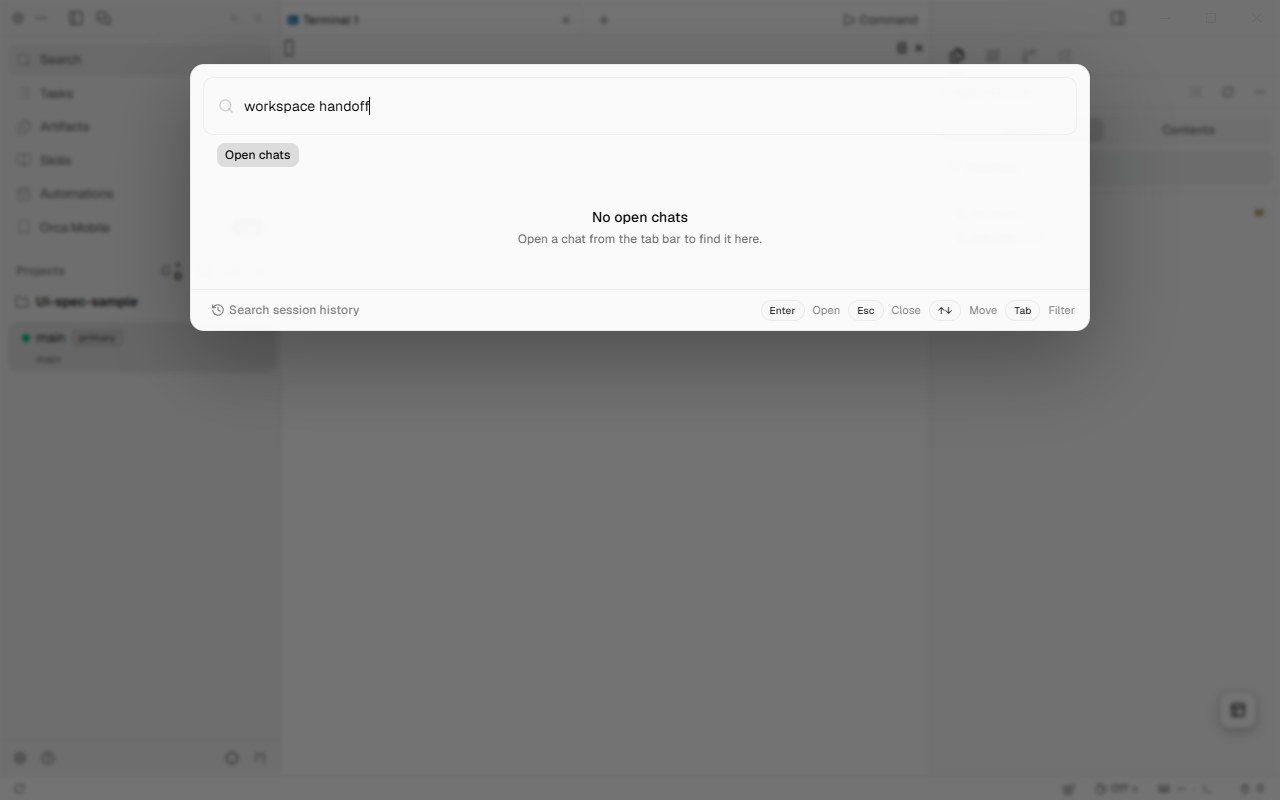 Terminal 1
Command
Search
Tasks
Artifacts
Skills
Automations
Orca Mobile
Projects
UI-spec-sample
main primary
main
Contents
workspace handoff
Open chats
No open chats
Open a chat from the tab bar to find it here.
Search session history
Enter Open Esc Close ↑↓ Move Tab Filter
Off